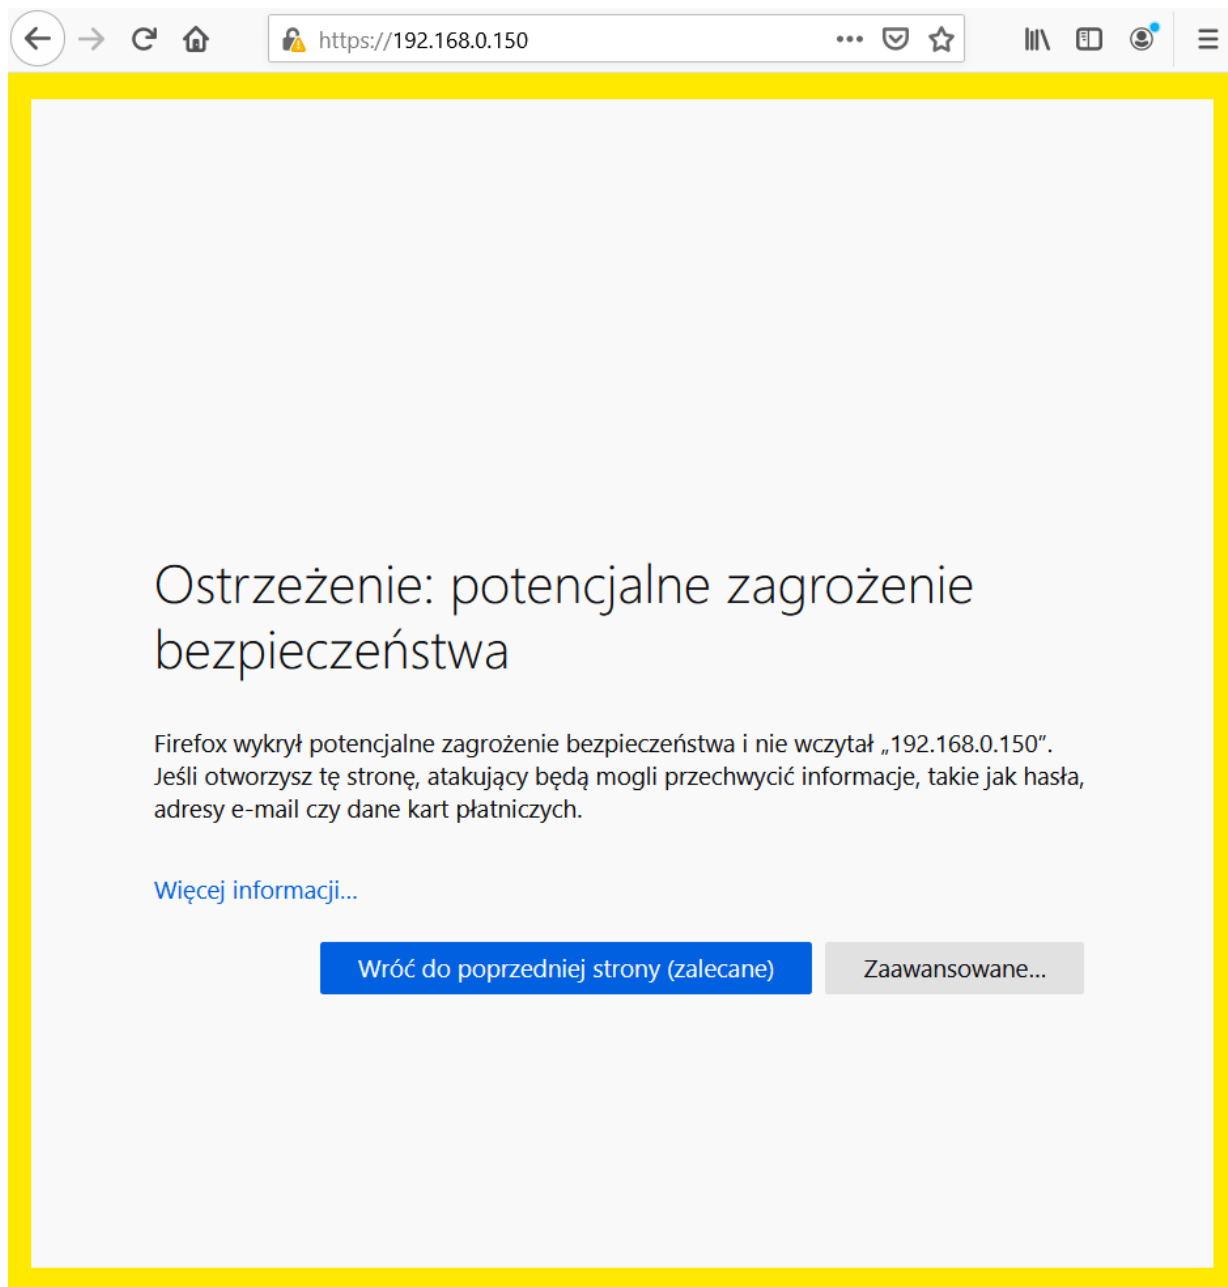 https://192.168.0.150
Ostrzeżenie: potencjalne zagrożenie
bezpieczeństwa
Firefox wykrył potencjalne zagrożenie bezpieczeństwa i nie wczytał „192.168.0.150”.
Jeśli otworzysz tę stronę, atakujący będą mogli przechwycić informacje, takie jak hasła,
adresy e-mail czy dane kart płatniczych.
Więcej informacji...
Wróć do poprzedniej strony (zalecane)
Zaawansowane...